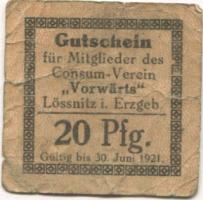 Gutschein
für Mitglieder des
Consum-Verein
„Vorwärts“
Lössnitz i. Erzgeb.
20 Pfg.
Gültig bis 30. Juni 1921.